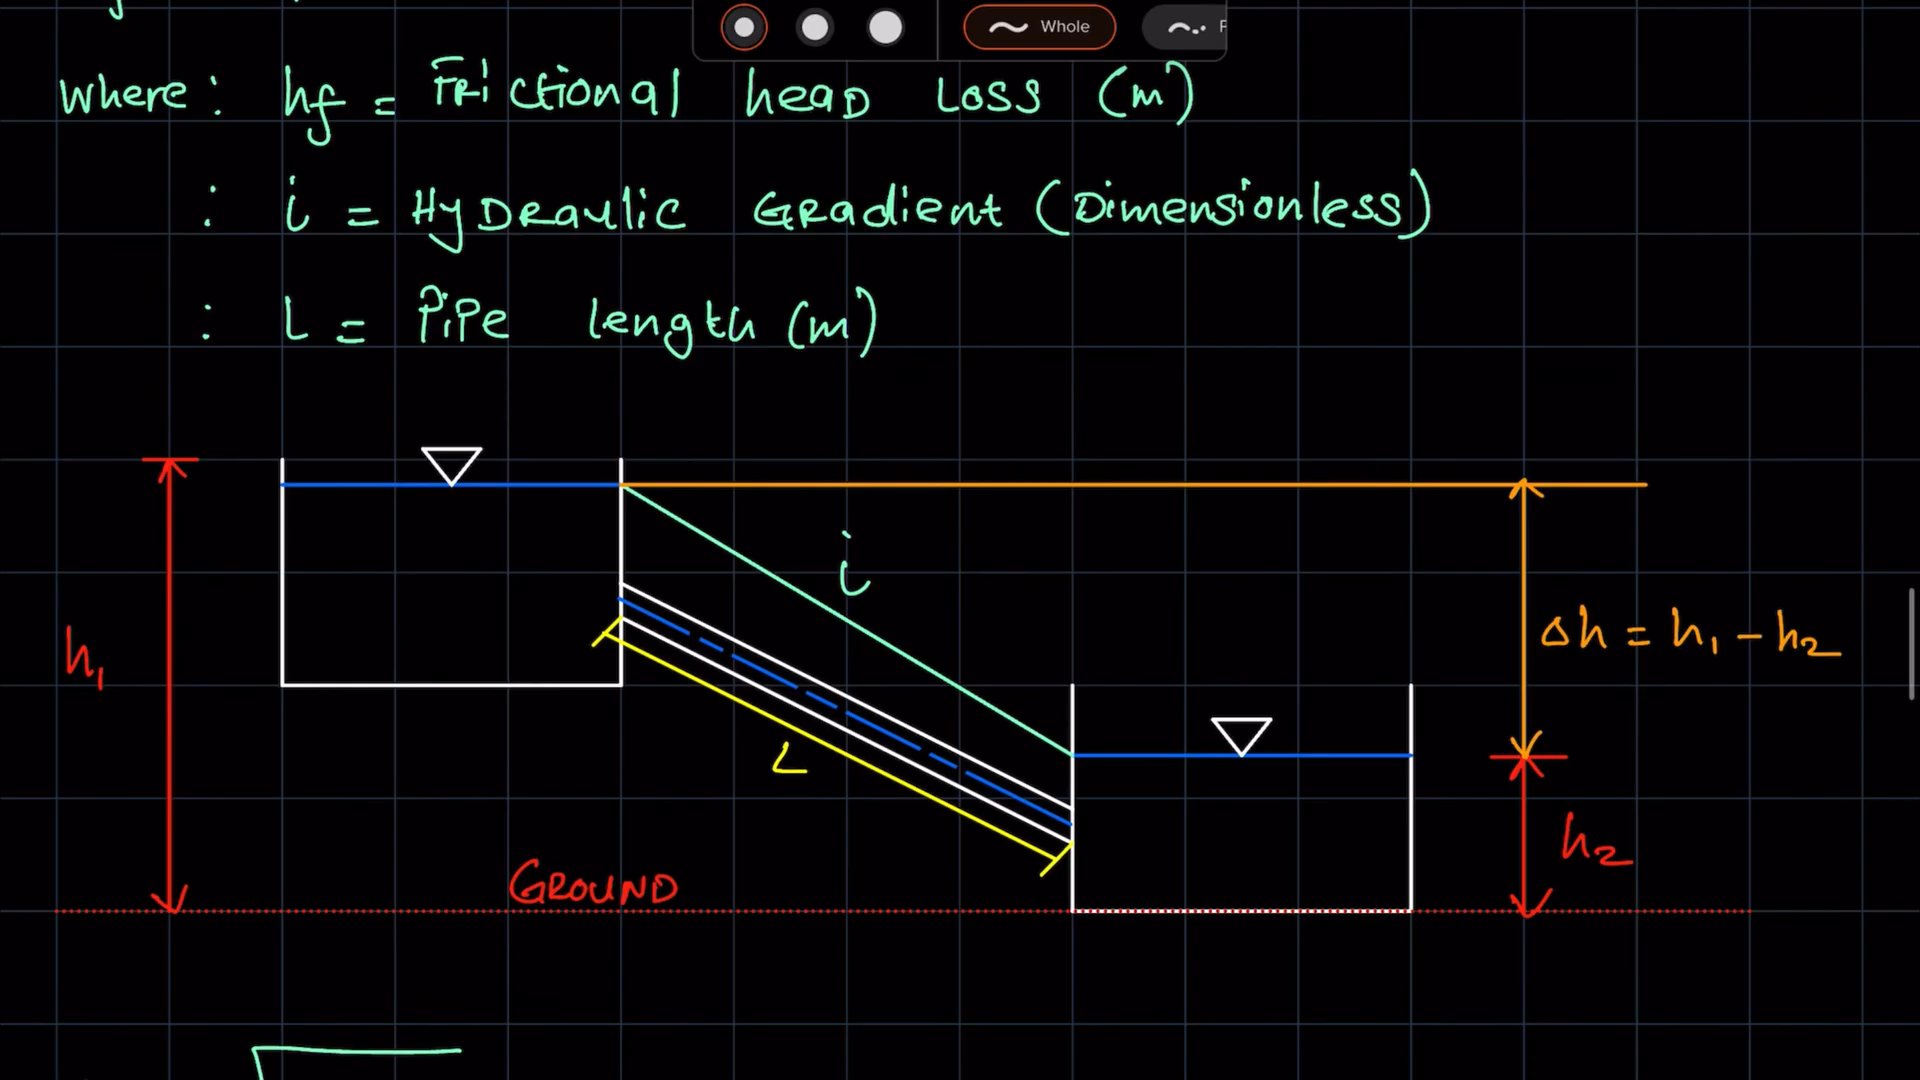 Whole
where: hf = Frictional head Loss (m)
: i = Hydraulic Gradient (Dimensionless)
: L = Pipe length (m)
i
Δh = h₁ - h₂
h₁
L
h₂
GROUND